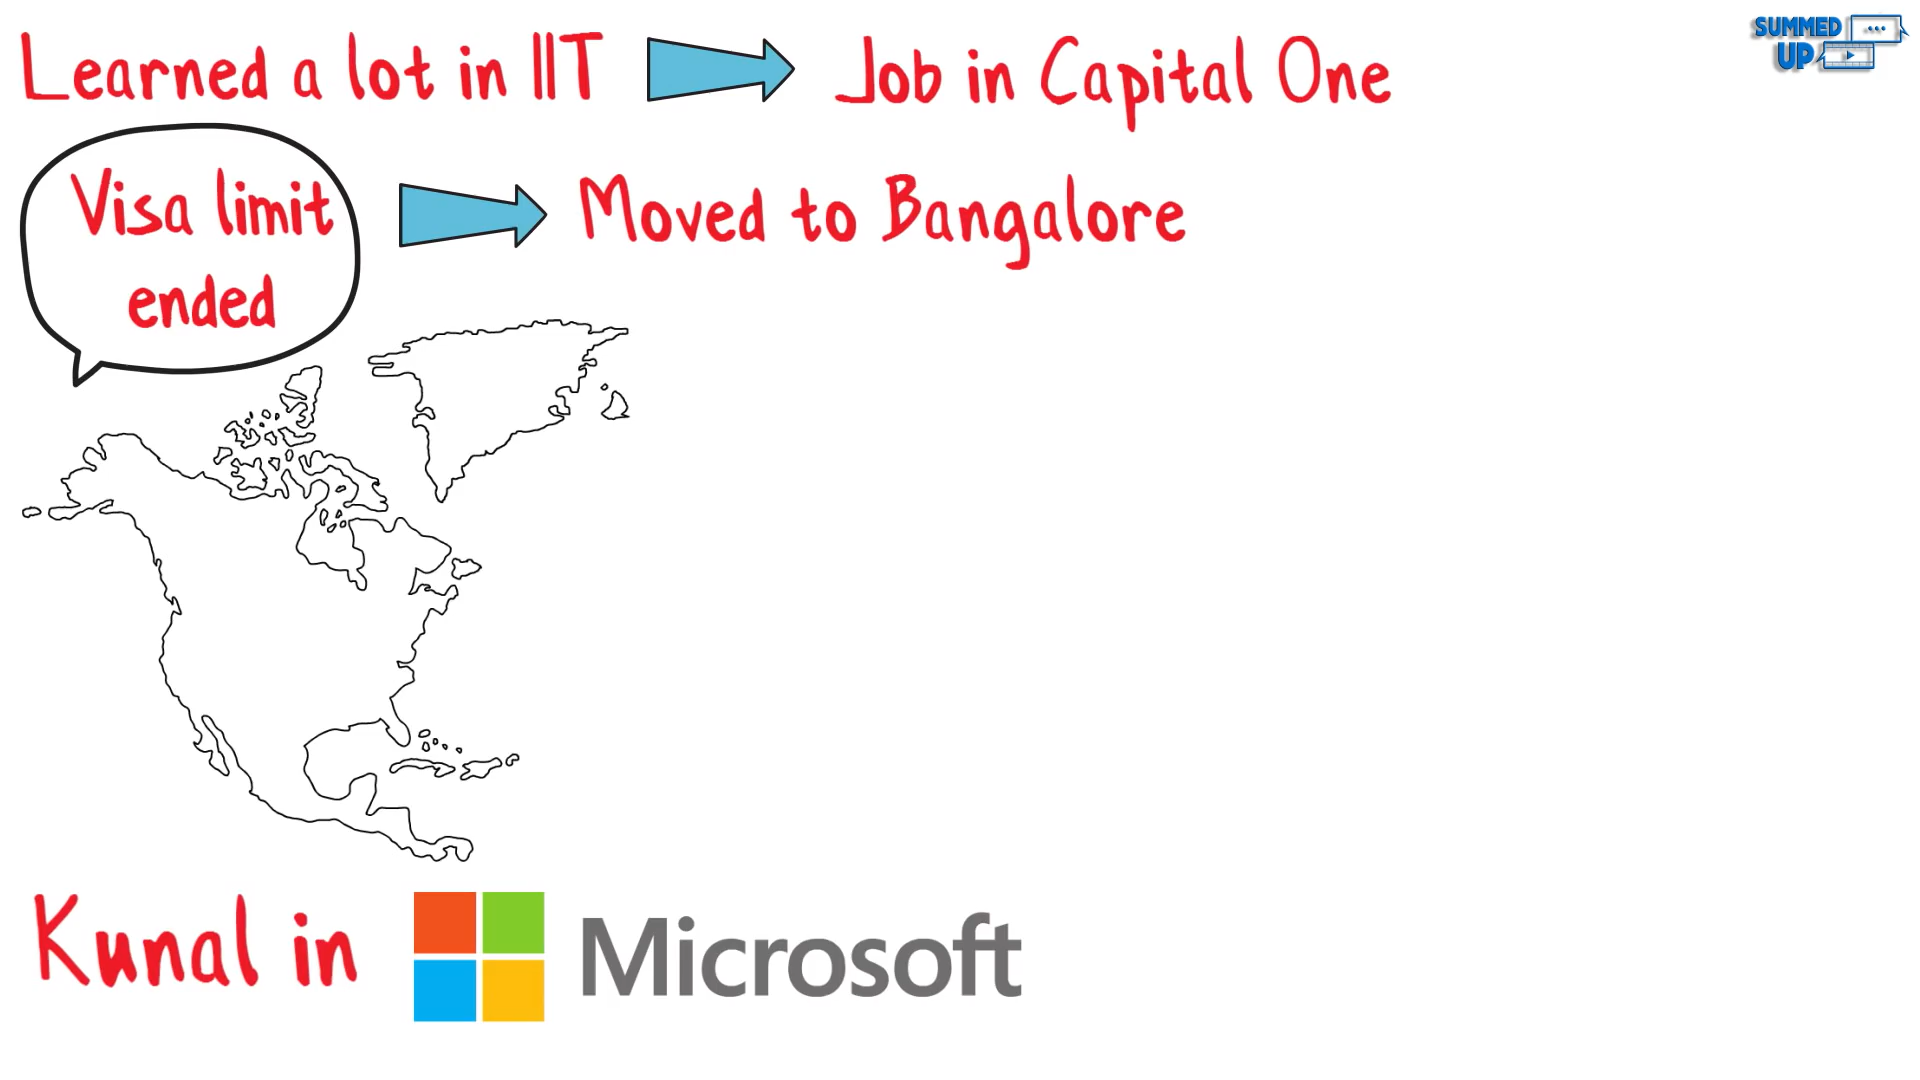 Learned a lot in IIT
Job in Capital One
SUMMED
UP
Visa limit
ended
Moved to Bangalore
Kunal in
Microsoft